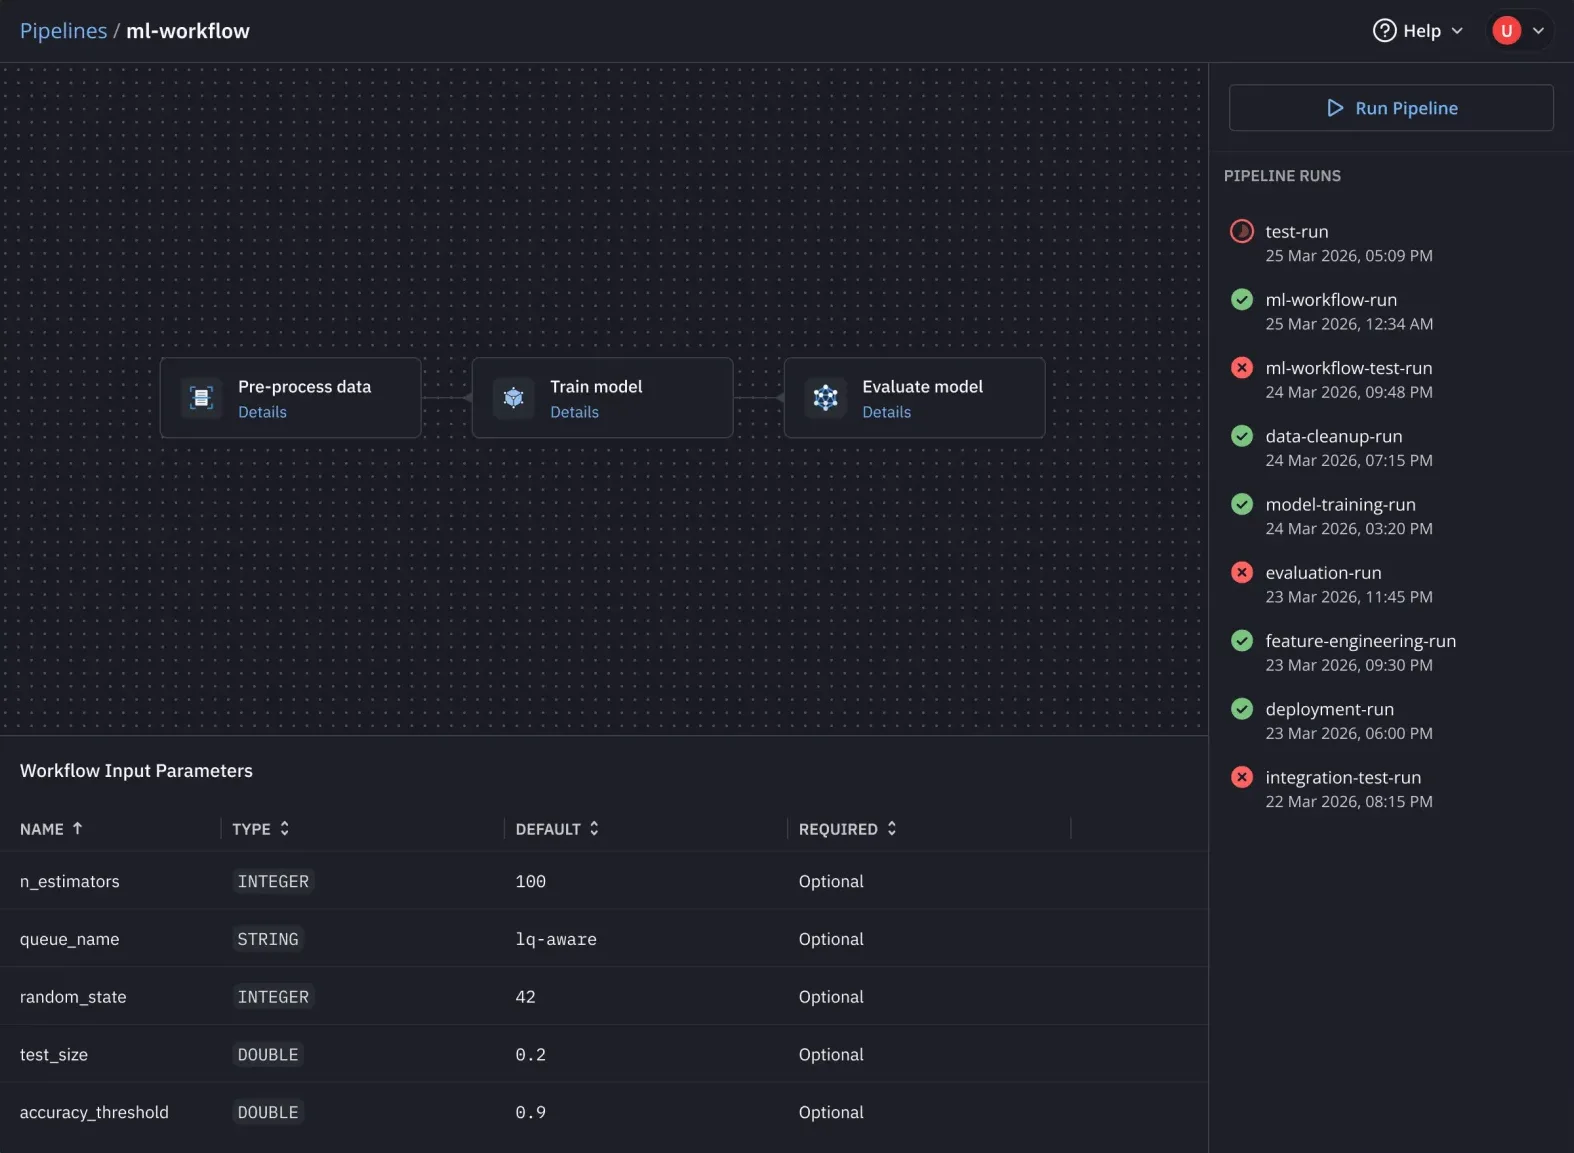 Pipelines / ml-workflow
Help
U
Run Pipeline
PIPELINE RUNS
test-run
25 Mar 2026, 05:09 PM
ml-workflow-run
25 Mar 2026, 12:34 AM
ml-workflow-test-run
24 Mar 2026, 09:48 PM
data-cleanup-run
24 Mar 2026, 07:15 PM
model-training-run
24 Mar 2026, 03:20 PM
evaluation-run
23 Mar 2026, 11:45 PM
feature-engineering-run
23 Mar 2026, 09:30 PM
deployment-run
23 Mar 2026, 06:00 PM
integration-test-run
22 Mar 2026, 08:15 PM
Pre-process data
Details
Train model
Details
Evaluate model
Details
Workflow Input Parameters
NAME TYPE DEFAULT REQUIRED
n_estimators INTEGER 100 Optional
queue_name STRING lq-aware Optional
random_state INTEGER 42 Optional
test_size DOUBLE 0.2 Optional
accuracy_threshold DOUBLE 0.9 Optional